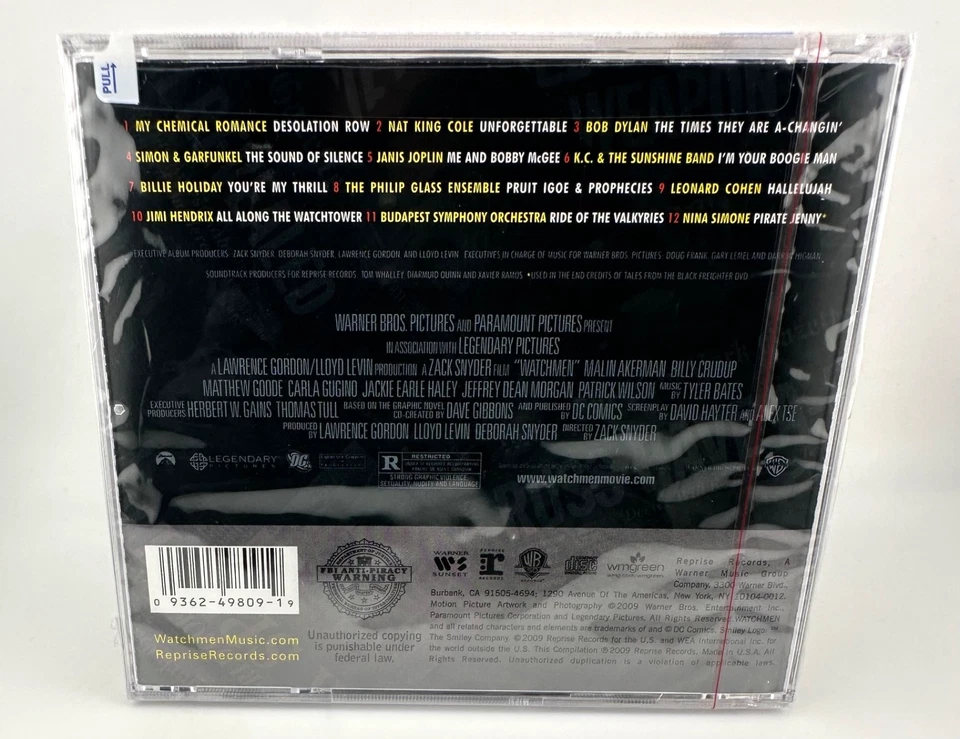 PULL
1 MY CHEMICAL ROMANCE DESOLATION ROW 2 NAT KING COLE UNFORGETTABLE 3 BOB DYLAN THE TIMES THEY ARE A-CHANGIN'
4 SIMON & GARFUNKEL THE SOUND OF SILENCE 5 JANIS JOPLIN ME AND BOBBY McGEE 6 K.C. & THE SUNSHINE BAND I'M YOUR BOOGIE MAN
7 BILLIE HOLIDAY YOU'RE MY THRILL 8 THE PHILIP GLASS ENSEMBLE PRUIT IGOE & PROPHECIES 9 LEONARD COHEN HALLELUJAH
10 JIMI HENDRIX ALL ALONG THE WATCHTOWER 11 BUDAPEST SYMPHONY ORCHESTRA RIDE OF THE VALKYRIES 12 NINA SIMONE PIRATE JENNY*
EXECUTIVE ALBUM PRODUCERS: ZACK SNYDER, DEBORAH SNYDER, LAWRENCE GORDON, AND LLOYD LEVIN EXECUTIVES IN CHARGE OF MUSIC FOR WARNER BROS. PICTURES: DOUG FRANK, GARY LEMEL AND HIGNAN
SOUNDTRACK PRODUCERS FOR REPRISE RECORDS: TOM WHALLEY, DIARMUID QUINN AND XAVIER RAMOS *USED IN THE END CREDITS OF TALES FROM THE BLACK FREIGHTER DVD
WARNER BROS. PICTURES AND PARAMOUNT PICTURES PRESENT
IN ASSOCIATION WITH LEGENDARY PICTURES
A LAWRENCE GORDON/LLOYD LEVIN PRODUCTION A ZACK SNYDER FILM "WATCHMEN" MALIN AKERMAN BILLY CRUDUP
MATTHEW GOODE CARLA GUGINO JACKIE EARLE HALEY JEFFREY DEAN MORGAN PATRICK WILSON MUSIC BY TYLER BATES
EXECUTIVE PRODUCERS HERBERT W. GAINS THOMAS TULL BASED ON THE GRAPHIC NOVEL CO-CREATED BY DAVE GIBBONS AND PUBLISHED BY DC COMICS SCREENPLAY BY DAVID HAYTER AND ALEX TSE
PRODUCED BY LAWRENCE GORDON LLOYD LEVIN DEBORAH SNYDER DIRECTED BY ZACK SNYDER
LEGENDARY PICTURES
DC
R RESTRICTED
STRONG GRAPHIC VIOLENCE, SEXUALITY, NUDITY AND LANGUAGE
www.watchmenmovie.com
WB
0 9362-49809-1 9
WatchmenMusic.com
RepriseRecords.com
FBI ANTI-PIRACY
WARNING
Unauthorized copying
is punishable under
federal law.
WARNER SUNSET
REPRISE RECORDS
WB
COMPACT disc
wmgreen
Reprise Records, A
Warner Music Group
Company, 3300 Warner Blvd.,
Burbank, CA 91505-4694; 1290 Avenue Of The Americas, New York, NY, 10104-0012.
Motion Picture Artwork and Photography ©2009 Warner Bros. Entertainment Inc.,
Paramount Pictures Corporation and Legendary Pictures. All Rights Reserved. WATCHMEN
and all related characters and elements are trademarks of and © DC Comics. Smiley Logo: ™
The Smiley Company. ©2009 Reprise Records for the U.S. and WEA International Inc. for
the world outside the U.S. This Compilation ℗2009 Reprise Records. Made in U.S.A. All
Rights Reserved. Unauthorized duplication is a violation of applicable laws.